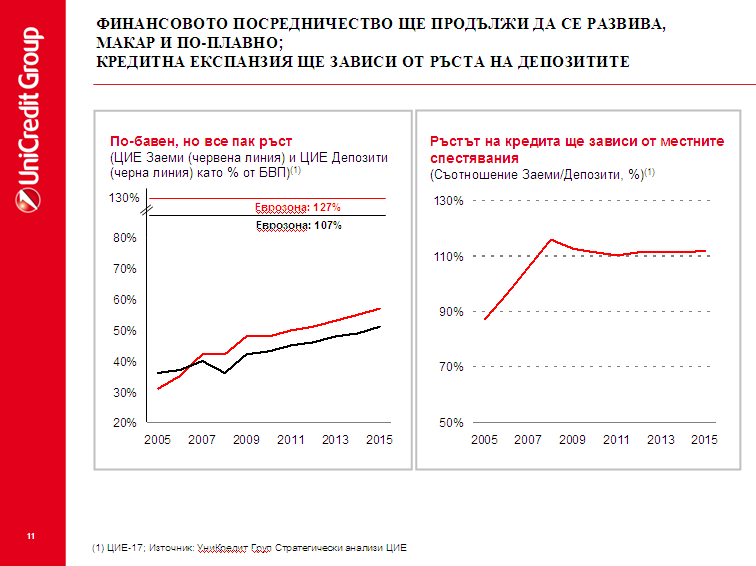 ФИНАНСОВОТО ПОСРЕДНИЧЕСТВО ЩЕ ПРОДЪЛЖИ ДА СЕ РАЗВИВА,
МАКАР И ПО-ПЛАВНО;
КРЕДИТНА ЕКСПАНЗИЯ ЩЕ ЗАВИСИ ОТ РЪСТА НА ДЕПОЗИТИТЕ
UniCredit Group
По-бавен, но все пак ръст
(ЦИЕ Заеми (червена линия) и ЦИЕ Депозити
(черна линия) като % от БВП)(1)
130%
Еврозона: 127%
Еврозона: 107%
80%
70%
60%
50%
40%
30%
20%
2005 2007 2009 2011 2013 2015
Ръстът на кредита ще зависи от местните
спестявания
(Съотношение Заеми/Депозити, %)(1)
130%
110%
90%
70%
50%
2005 2007 2009 2011 2013 2015
11
(1) ЦИЕ-17; Източник: УниКредит Груп Стратегически анализи ЦИЕ